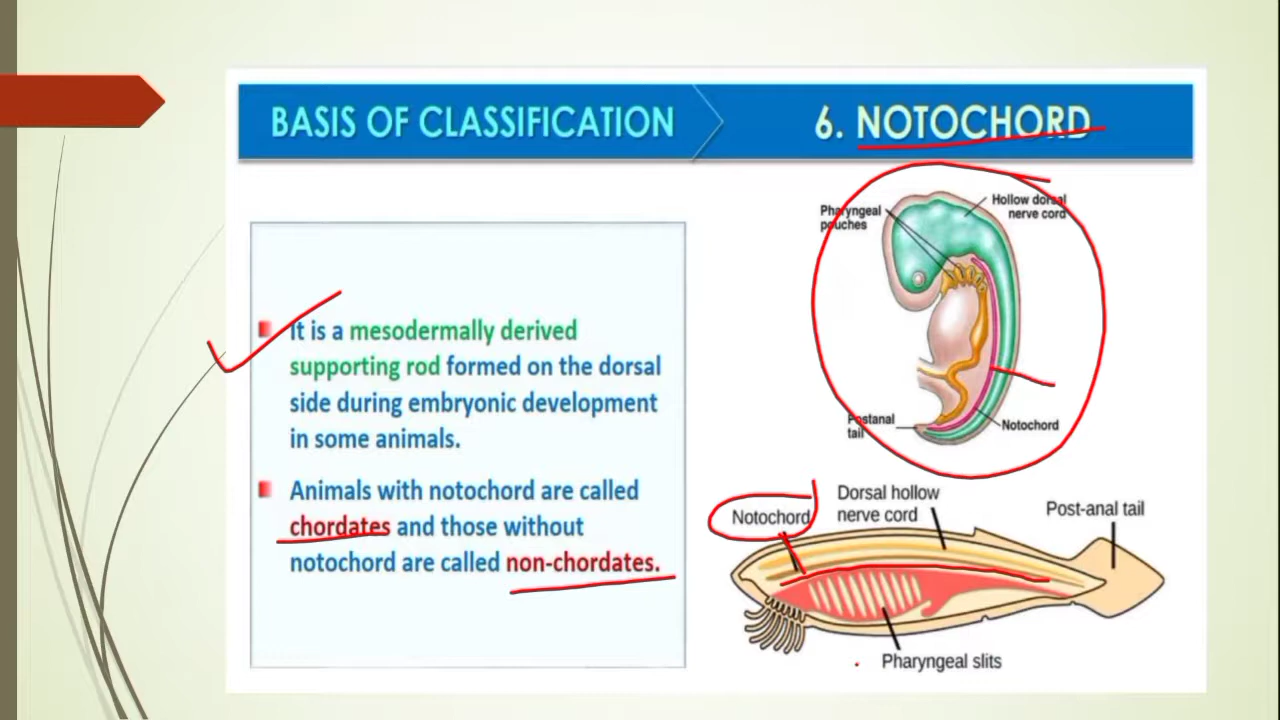 BASIS OF CLASSIFICATION
6. NOTOCHORD
It is a mesodermally derived
supporting rod formed on the dorsal
side during embryonic development
in some animals.
Animals with notochord are called
chordates and those without
notochord are called non-chordates.
Pharyngeal
pouches
Hollow dorsal
nerve cord
Postanal
tail
Notochord
Notochord
Dorsal hollow
nerve cord
Post-anal tail
Pharyngeal slits